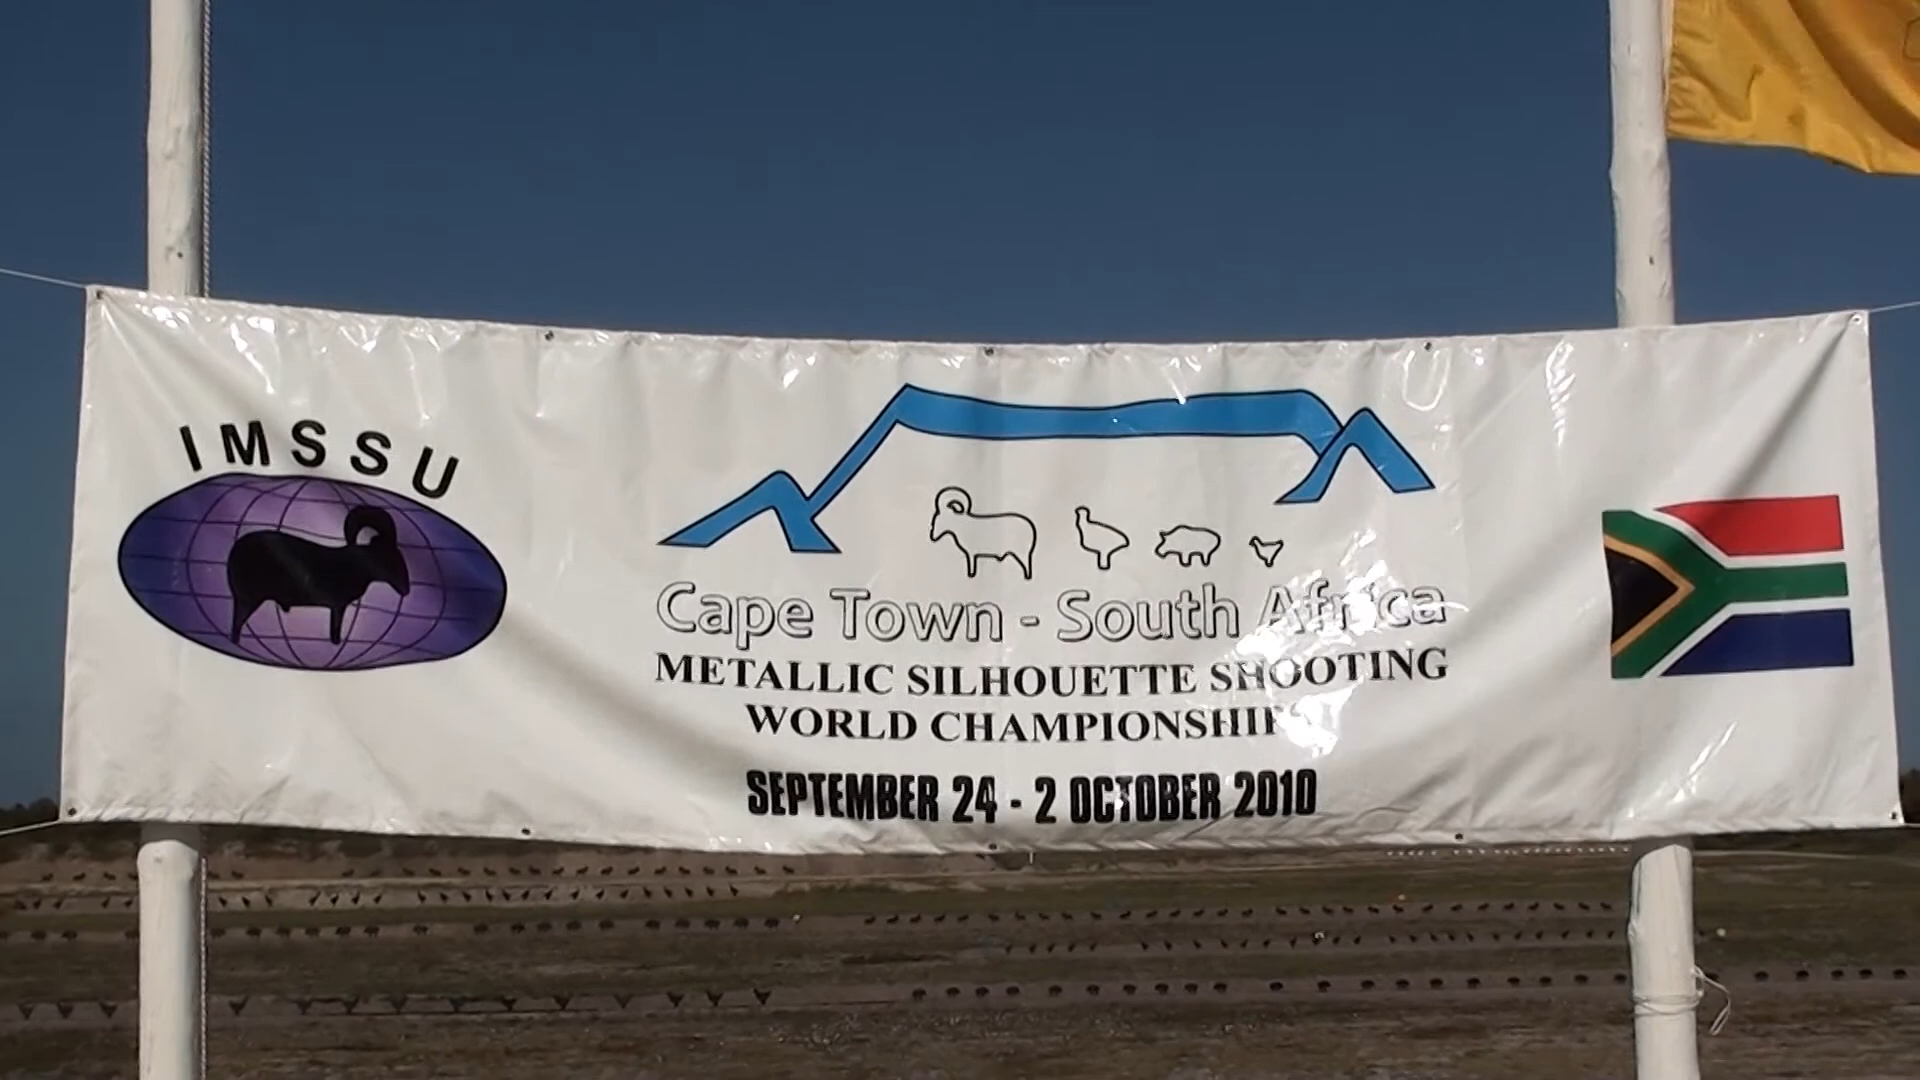 IMSSU
Cape Town - South Africa
METALLIC SILHOUETTE SHOOTING
WORLD CHAMPIONSHIPS
SEPTEMBER 24 - 2 OCTOBER 2010